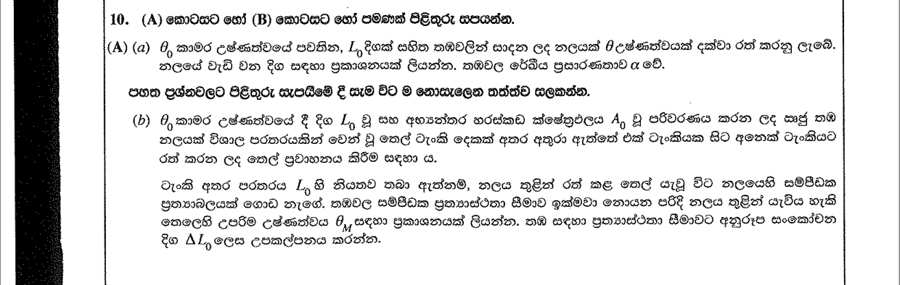 10. (A) කොටසට හෝ (B) කොටසට හෝ පමණක් පිළිතුරු සපයන්න.
(A) (a) θ₀ කාමර උෂ්ණත්වයේ පවතින, L₀ දිගක් සහිත තඹවලින් සාදන ලද නලයක් θ උෂ්ණත්වයක් දක්වා රත් කරනු ලැබේ.
නලයේ වැඩි වන දිග සඳහා ප්‍රකාශනයක් ලියන්න. තඹවල රේඛීය ප්‍රසාරණතාව α වේ.
පහත ප්‍රශ්නවලට පිළිතුරු සැපයීමේ දී සැම විට ම නොසැලෙන තත්ත්ව සලකන්න.
(b) θ₀ කාමර උෂ්ණත්වයේ දී දිග L₀ වූ සහ අභ්‍යන්තර හරස්කඩ ක්ෂේත්‍රඵලය A₀ වූ පරිවරණය කරන ලද ඍජු තඹ
නලයක් විශාල පරතරයකින් වෙන් වූ තෙල් ටැංකි දෙකක් අතර අතුරා ඇත්තේ එක් ටැංකියක සිට අනෙක් ටැංකියට
රත් කරන ලද තෙල් ප්‍රවාහනය කිරීම සඳහා ය.
ටැංකි අතර පරතරය L₀ හි නියතව තබා ඇත්නම්, නලය තුළින් රත් කළ තෙල් යැවූ විට නලයෙහි සම්පීඩක
ප්‍රත්‍යාබලයක් ගොඩ නැගේ. තඹවල සම්පීඩක ප්‍රත්‍යාස්ථතා සීමාව ඉක්මවා නොයන පරිදි නලය තුළින් යැවිය හැකි
තෙලෙහි උපරිම උෂ්ණත්වය θ_M සඳහා ප්‍රකාශනයක් ලියන්න. තඹ සඳහා ප්‍රත්‍යාස්ථතා සීමාවට අනුරූප සංකෝචන
දිග ΔL₀ ලෙස උපකල්පනය කරන්න.